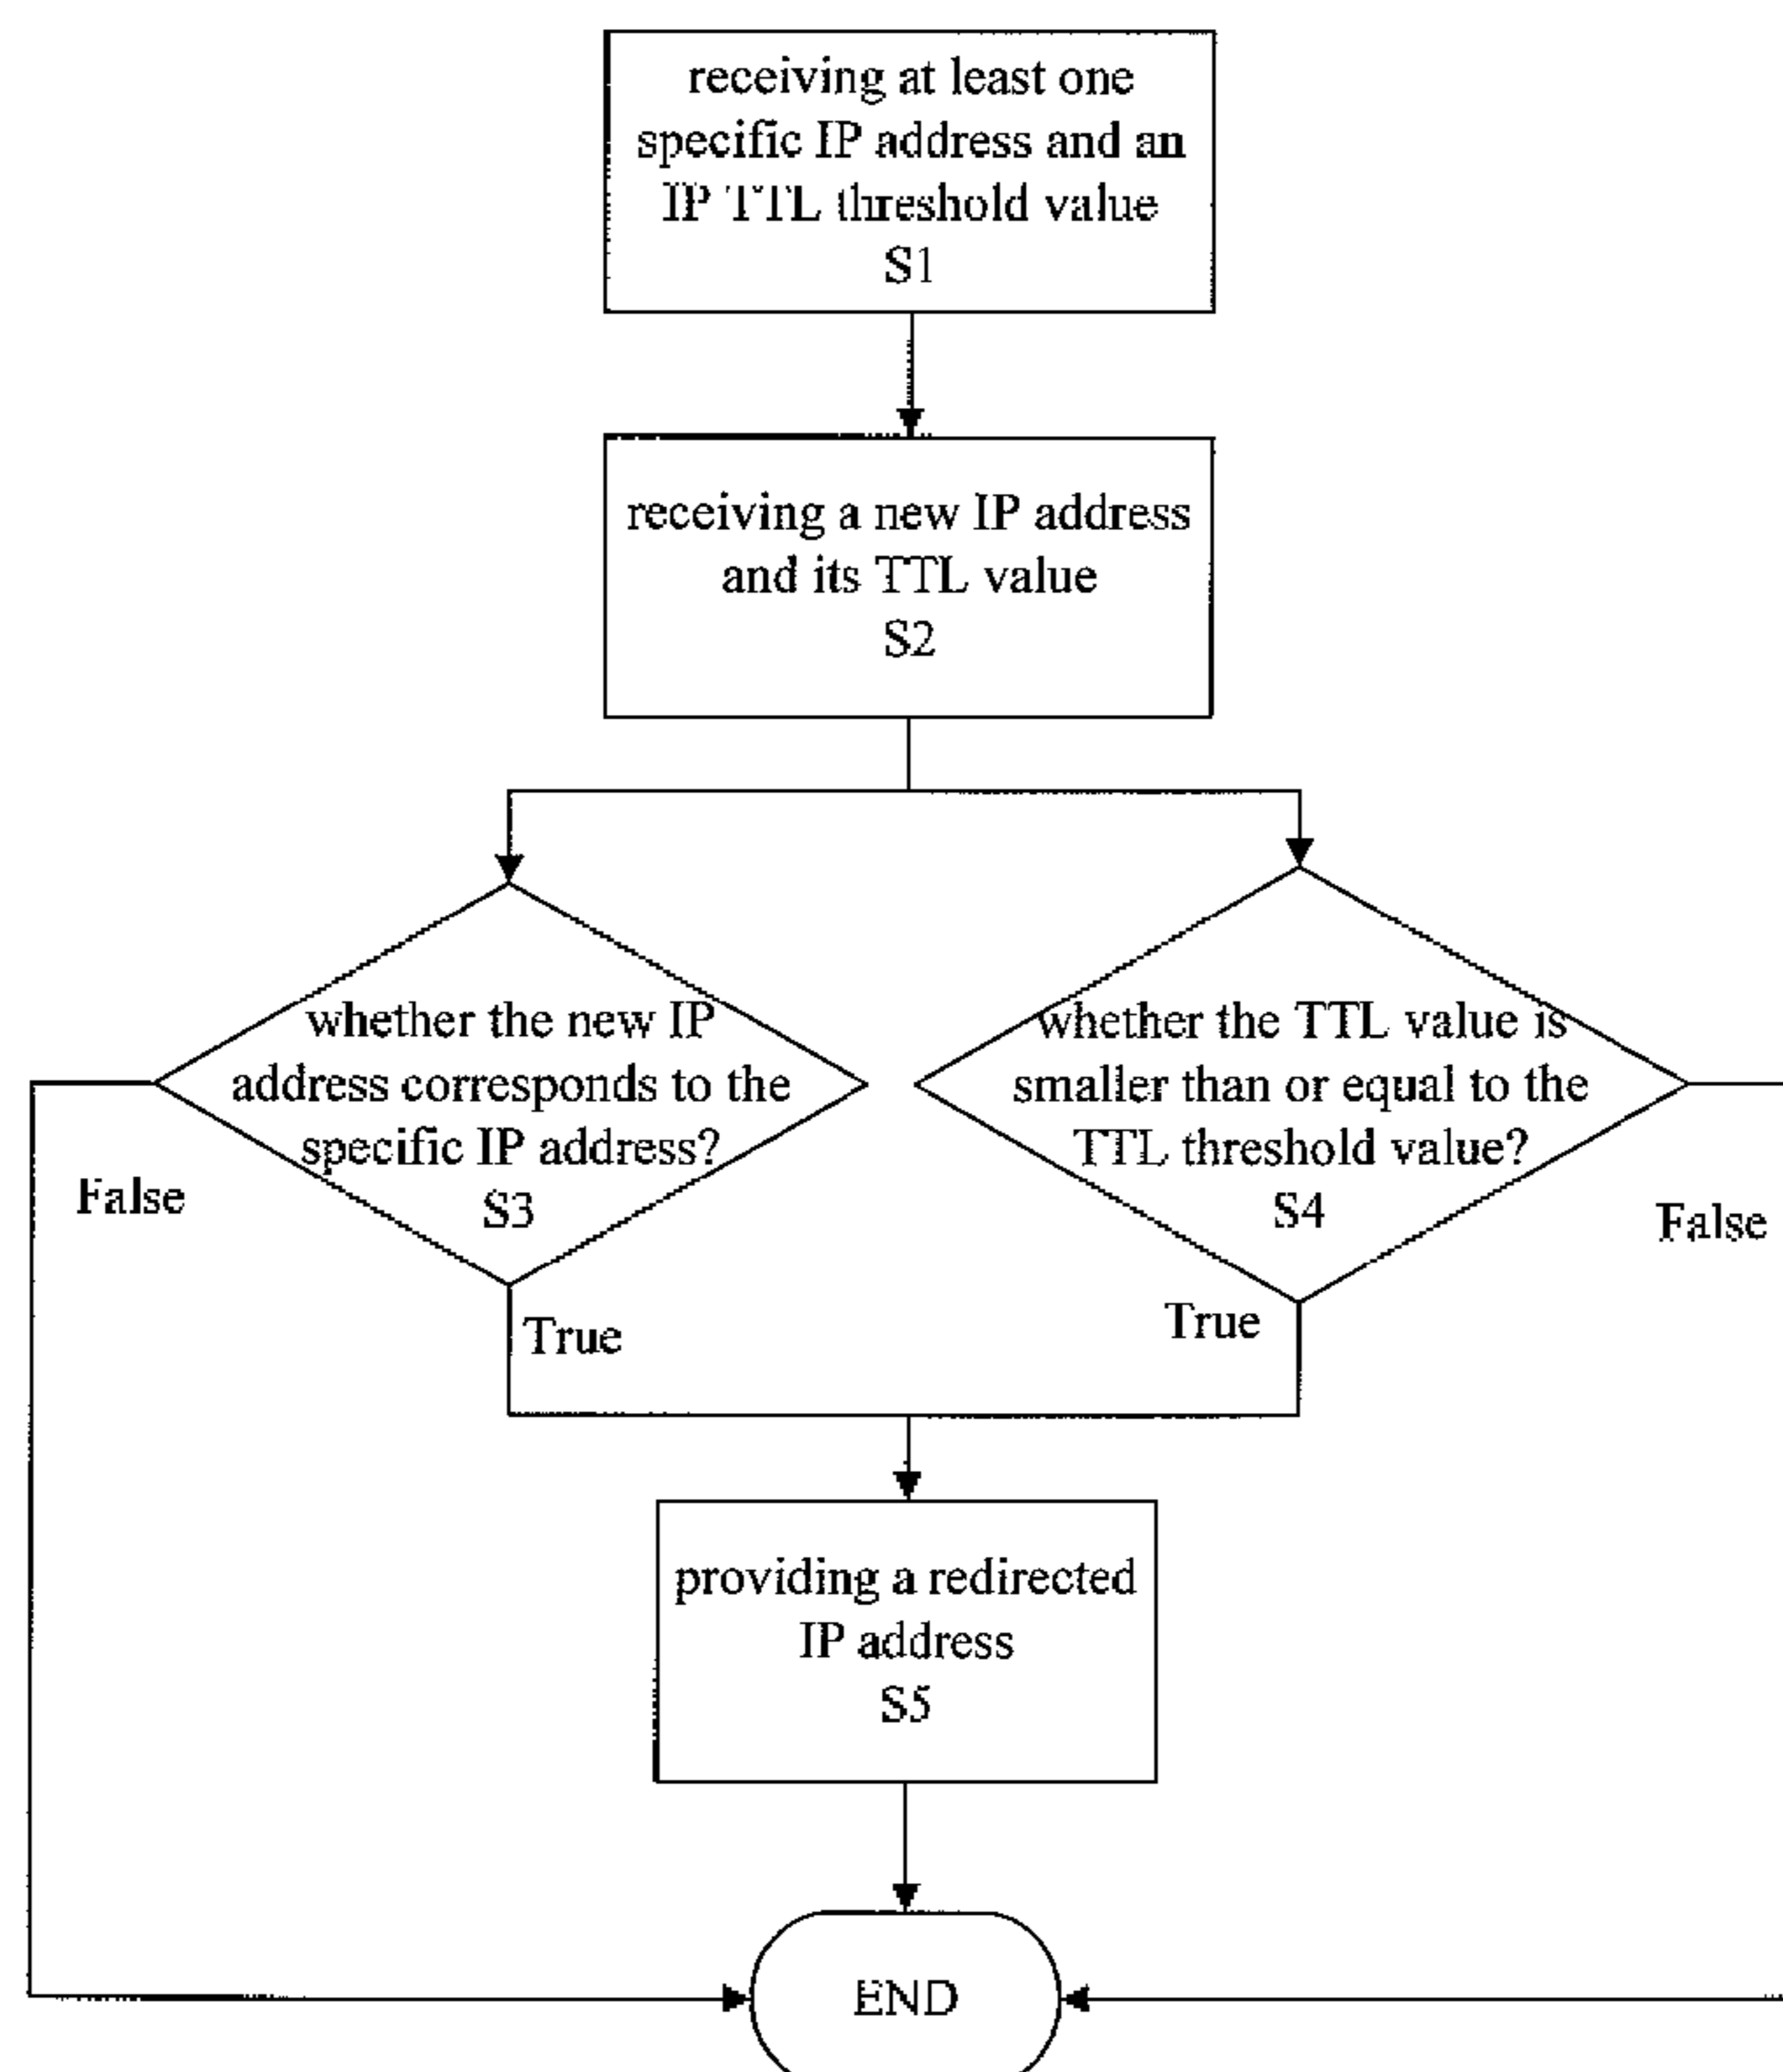 receiving at least one
specific IP address and an
IP TTL threshold value
S1
receiving a new IP address
and its TTL value
S2
whether the new IP
address corresponds to the
specific IP address?
S3
whether the TTL value is
smaller than or equal to the
TTL threshold value?
S4
False
False
True
True
providing a redirected
IP address
S5
END